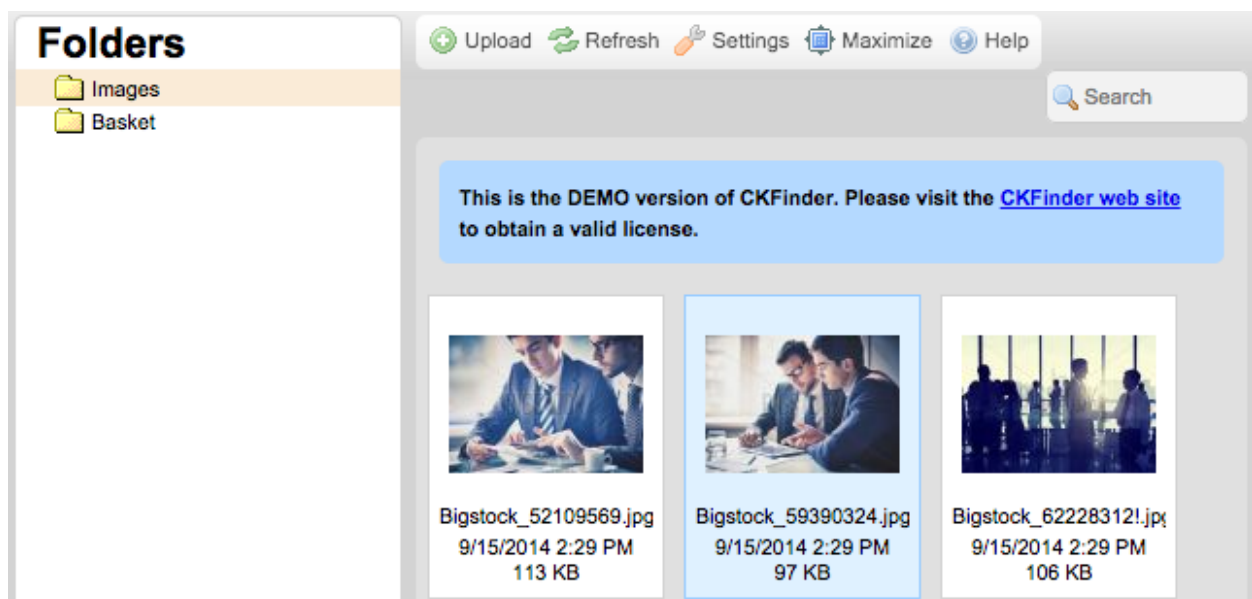 Folders
Images
Basket
Upload Refresh Settings Maximize Help
Search
This is the DEMO version of CKFinder. Please visit the CKFinder web site
to obtain a valid license.
Bigstock_52109569.jpg Bigstock_59390324.jpg Bigstock_62228312!.jpg
9/15/2014 2:29 PM 9/15/2014 2:29 PM 9/15/2014 2:29 PM
113 KB 97 KB 106 KB